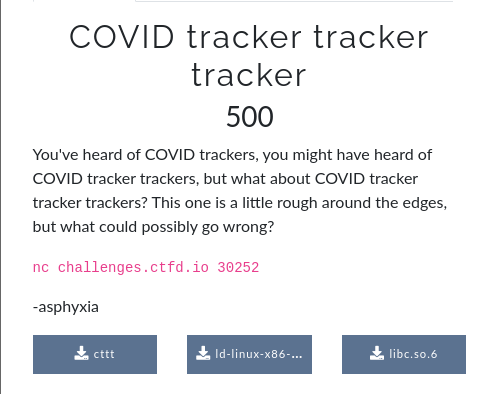 COVID tracker tracker
tracker
500
You've heard of COVID trackers, you might have heard of
COVID tracker trackers, but what about COVID tracker
tracker trackers? This one is a little rough around the edges,
but what could possibly go wrong?
nc challenges.ctfd.io 30252
-asphyxia
cttt ld-linux-x86-... libc.so.6